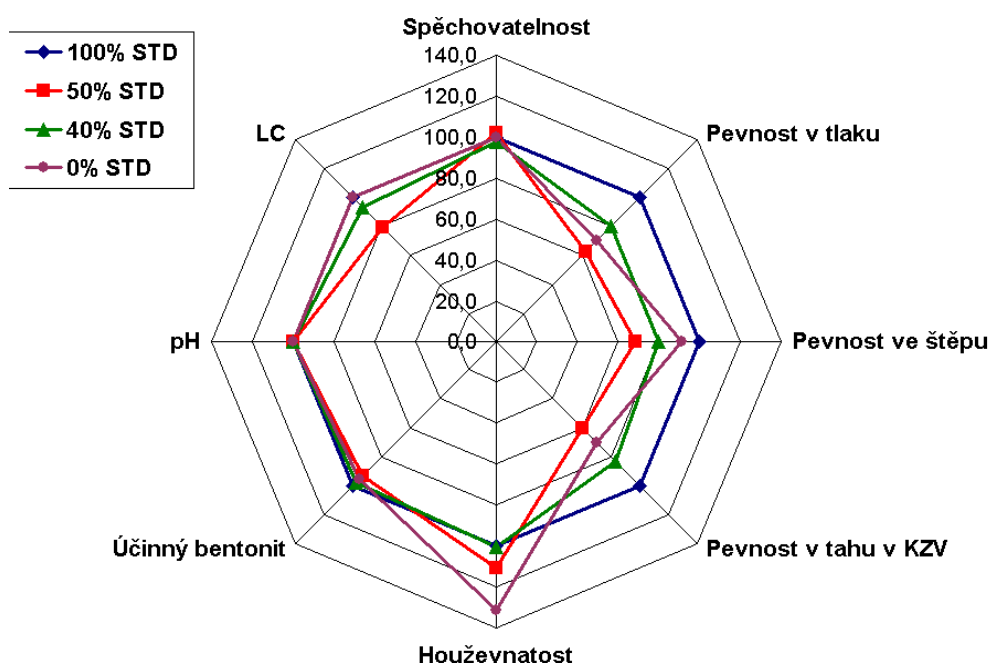 Spěchovatelnost
100% STD
50% STD
40% STD
0% STD
140,0
120,0
100,0
80,0
60,0
40,0
20,0
0,0
LC
Pevnost v tlaku
pH
Pevnost ve štěpu
Účinný bentonit
Pevnost v tahu v KZV
Houževnatost